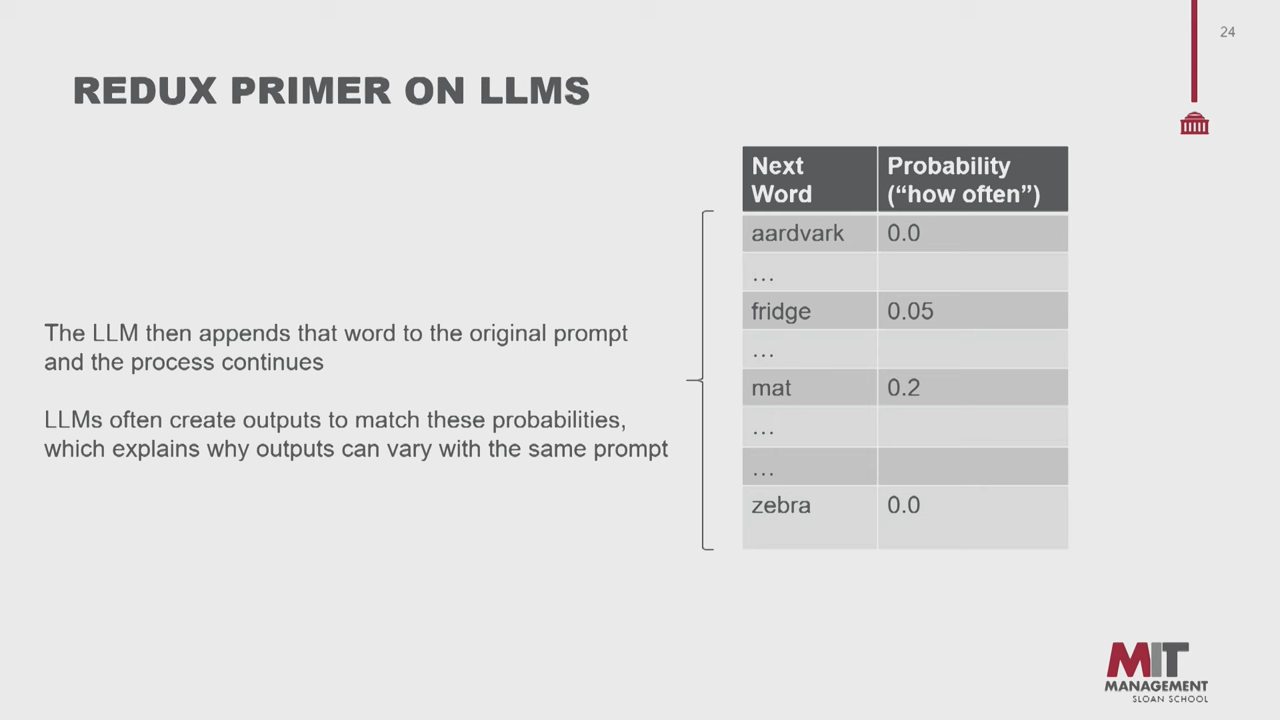 24
REDUX PRIMER ON LLMS
The LLM then appends that word to the original prompt
and the process continues
LLMs often create outputs to match these probabilities,
which explains why outputs can vary with the same prompt
Next Word Probability (“how often”)
aardvark 0.0
…
fridge 0.05
…
mat 0.2
…
…
zebra 0.0
MIT
MANAGEMENT
SLOAN SCHOOL